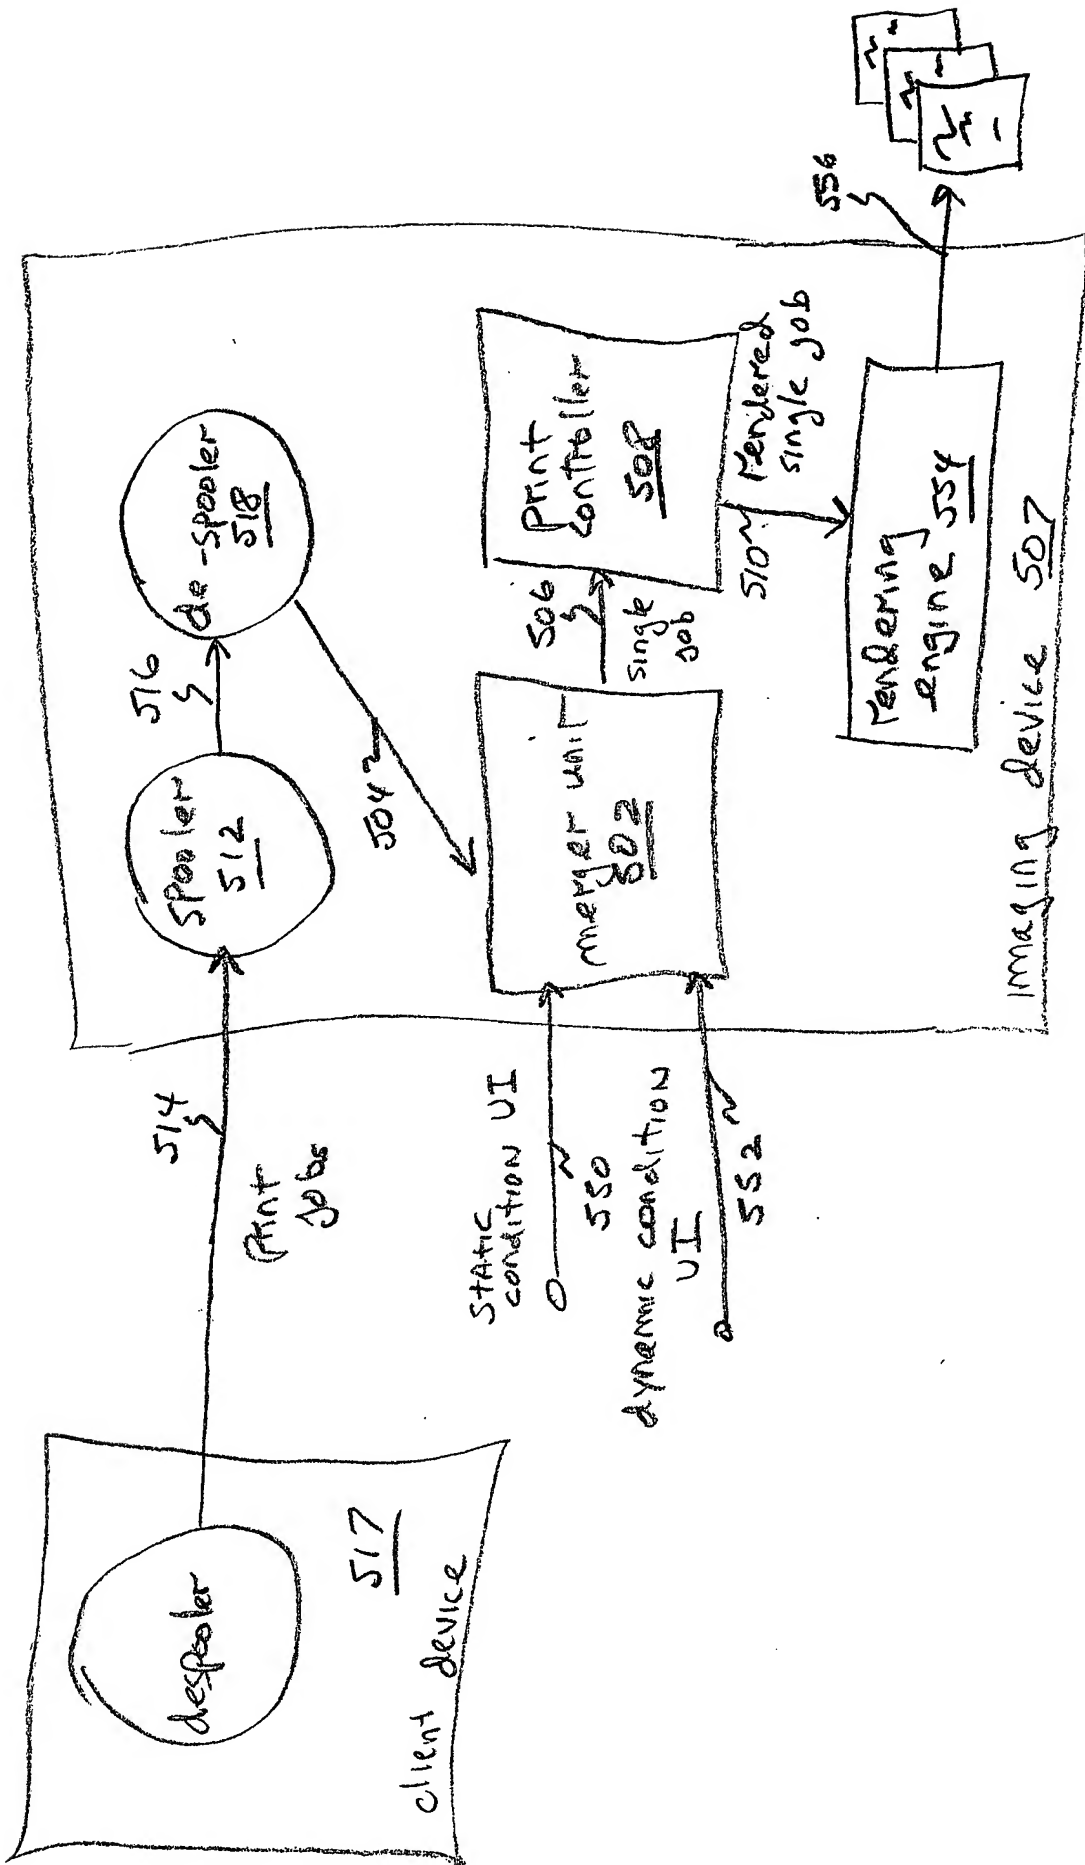 despooler
517
client device
514
Print
Jobs
STATIC
condition UI
550
dynamic condition
UI
552
spooler
512
516
de-spooler
518
504
merger unit
502
506
single
job
Print
controller
508
510
rendered
single job
rendering
engine 554
556
imaging device 507